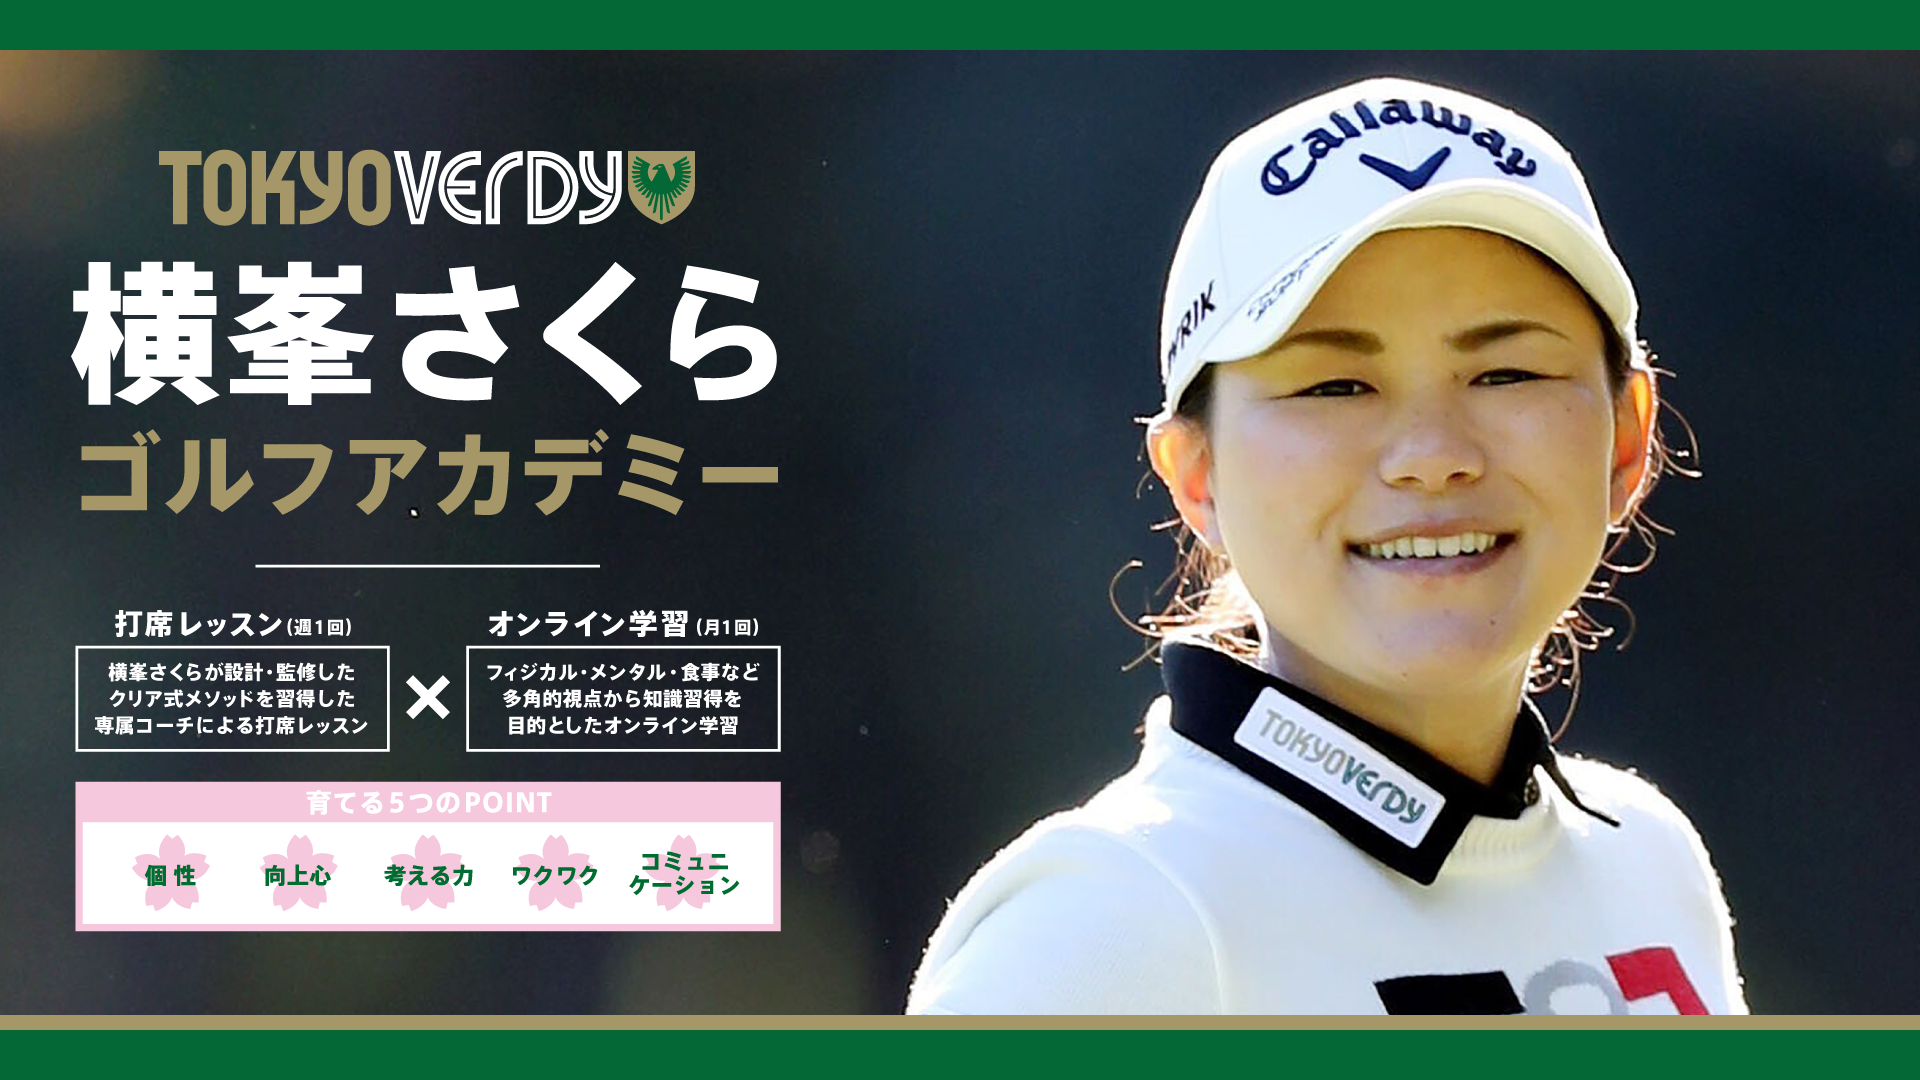 TOKYO VERDY
横峯さくら
ゴルフアカデミー
打席レッスン(週1回)
横峯さくらが設計・監修した
クリア式メソッドを習得した
専属コーチによる打席レッスン
×
オンライン学習(月1回)
フィジカル・メンタル・食事など
多角的視点から知識習得を
目的としたオンライン学習
育てる5つのPOINT
個性
向上心
考える力
ワクワク
コミュニ
ケーション
Callaway
TOKYO VERDY